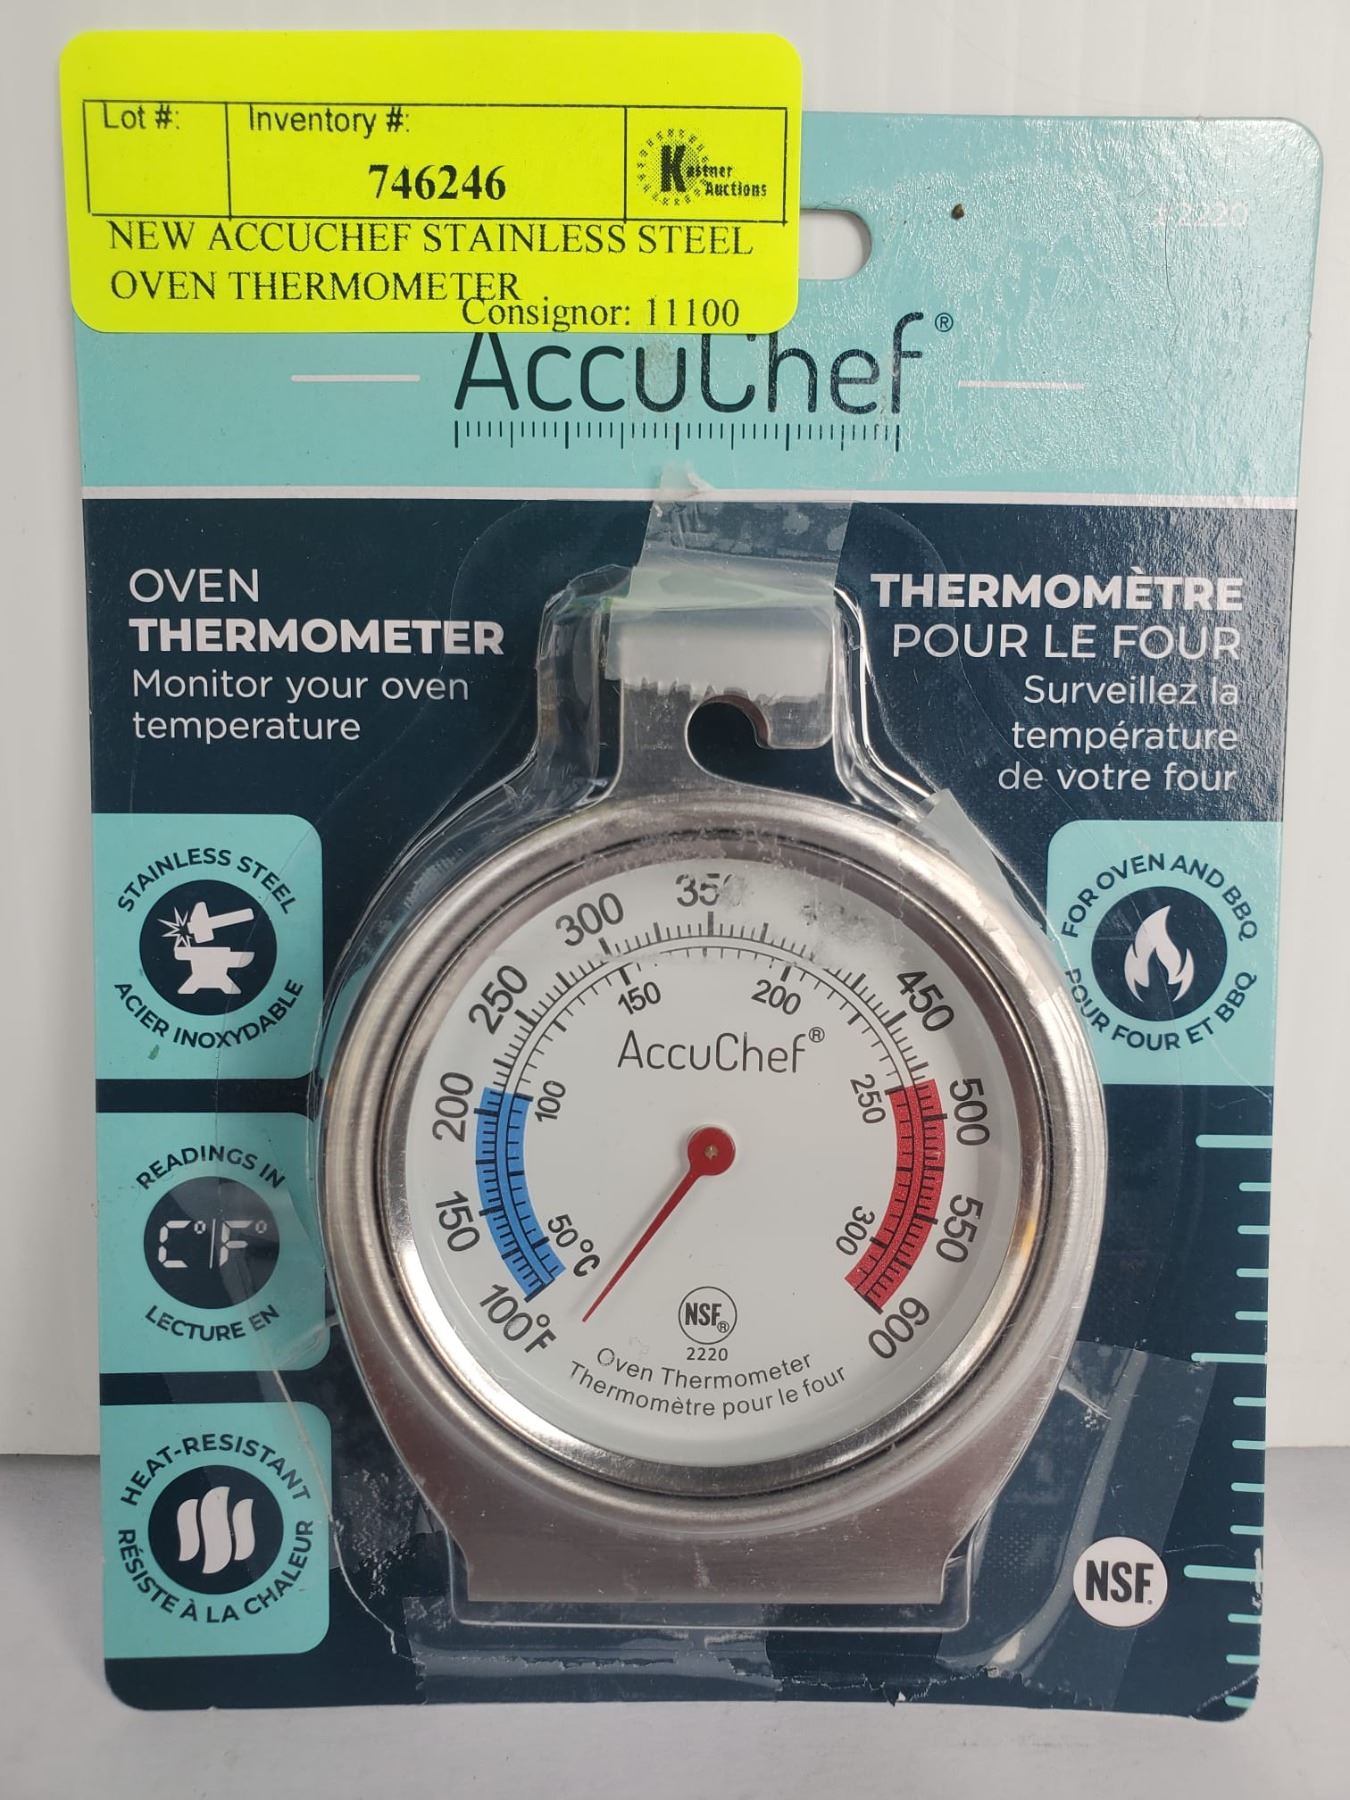 Lot #:
Inventory #:
746246
Kastner
Auctions
NEW ACCUCHEF STAINLESS STEEL
OVEN THERMOMETER
Consignor: 11100
2220
AccuChef®
OVEN
THERMOMETER
Monitor your oven
temperature
THERMOMÈTRE
POUR LE FOUR
Surveillez la
température
de votre four
STAINLESS STEEL
ACIER INOXYDABLE
FOR OVEN AND BBQ
POUR FOUR ET BBQ
READINGS IN
C°/F°
LECTURE EN
HEAT-RESISTANT
RÉSISTE À LA CHALEUR
100°F
150
200
250
300
350
450
500
550
600
50°C
100
150
200
250
300
AccuChef®
NSF®
2220
Oven Thermometer
Thermomètre pour le four
NSF.